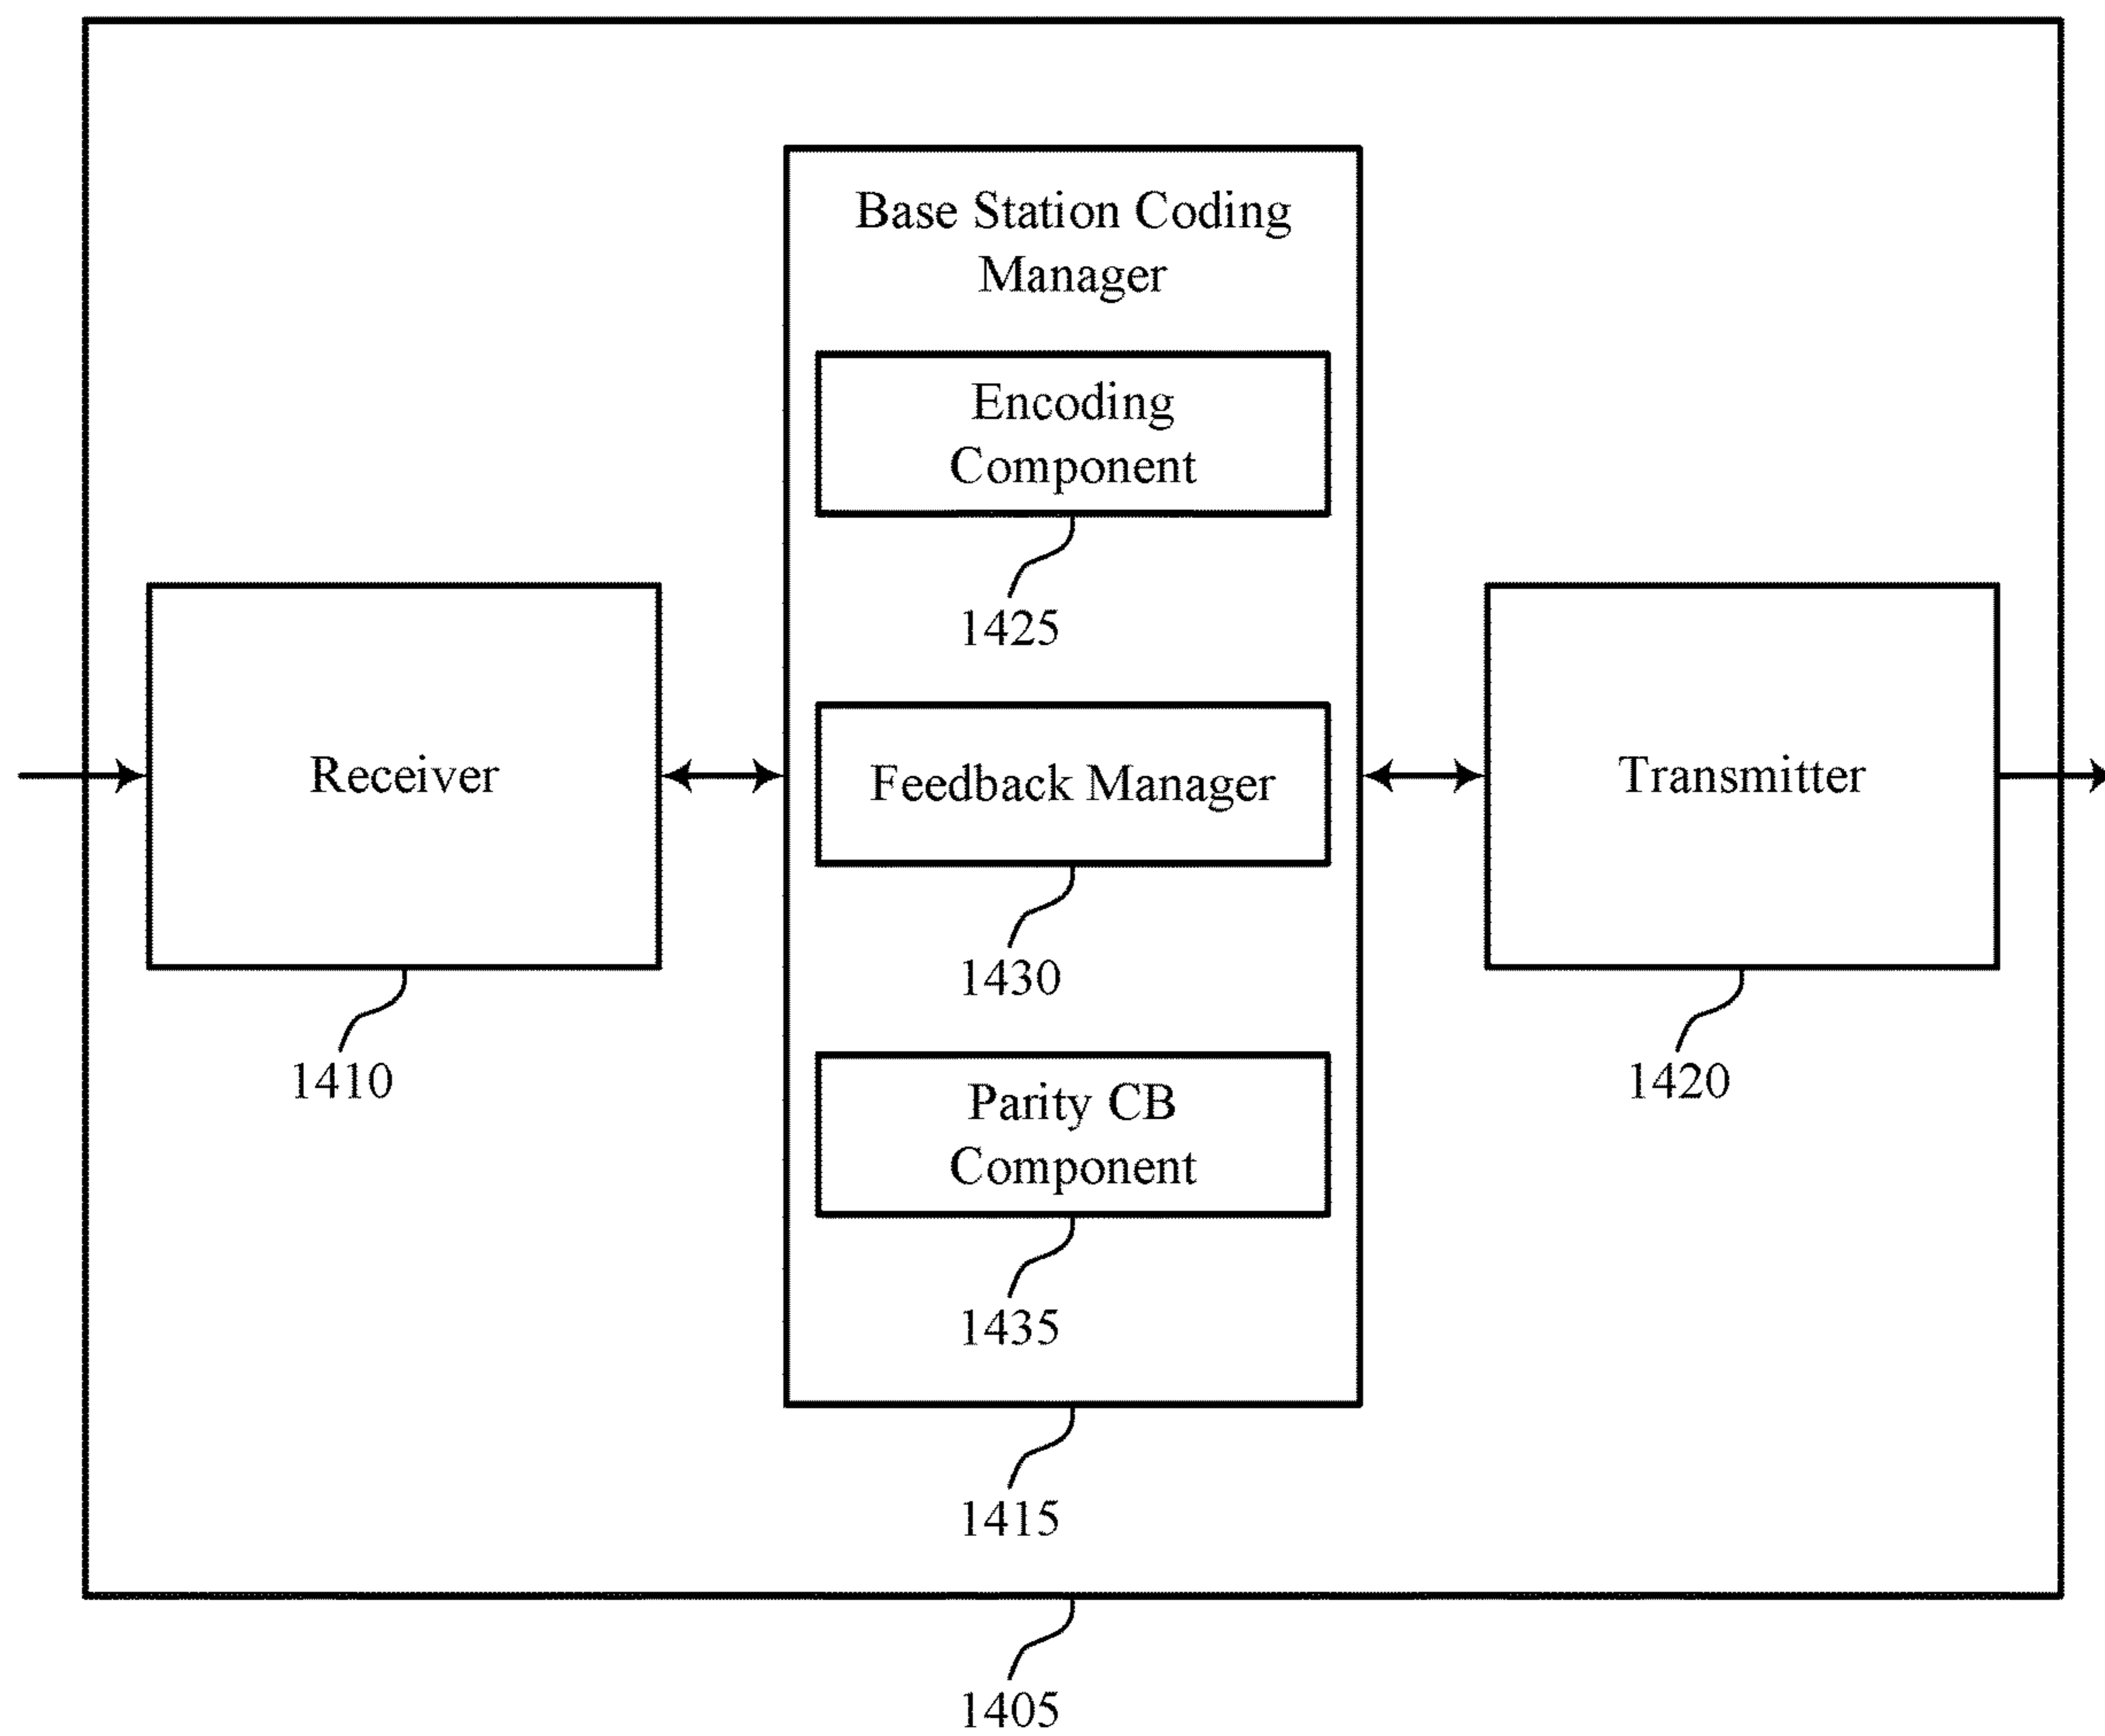 Base Station Coding
Manager
Encoding
Component
1425
Receiver
1410
Feedback Manager
1430
Transmitter
1420
Parity CB
Component
1435
1415
1405